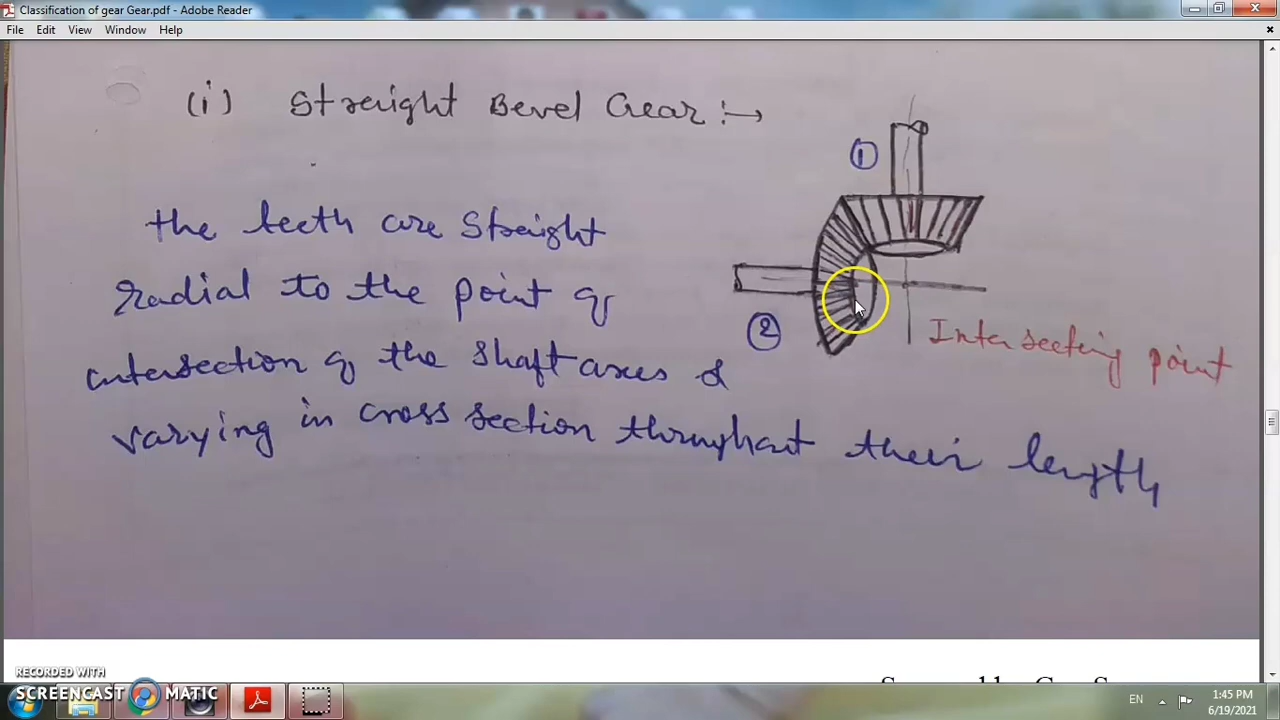 Classification of gear Gear.pdf - Adobe Reader
File Edit View Window Help
(i) Streight Bevel Gear :→
①
the teeth are Streight
radial to the point of
②
Intersecting point
intersection of the shaft axes &
varying in cross section throughout their length
RECORDED WITH
SCREENCAST MATIC
EN
1:45 PM
6/19/2021